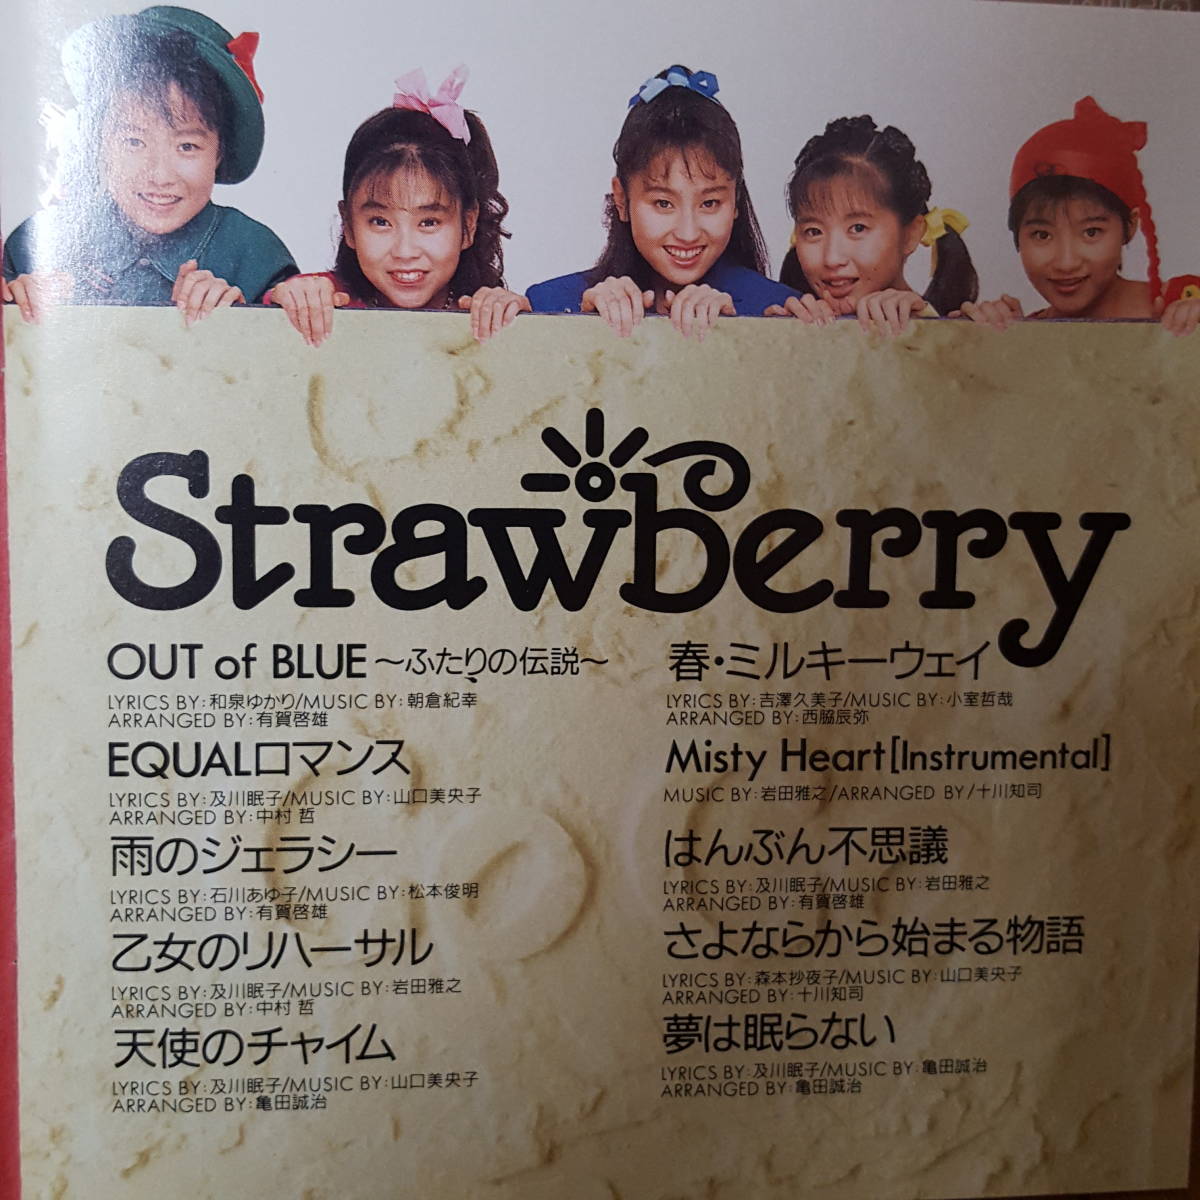 Strawberry
OUT of BLUE ～ふたりの伝説～
LYRICS BY:和泉ゆかり/MUSIC BY:朝倉紀幸
ARRANGED BY:有賀啓雄
EQUALロマンス
LYRICS BY:及川眠子/MUSIC BY:山口美央子
ARRANGED BY:中村 哲
雨のジェラシー
LYRICS BY:石川あゆ子/MUSIC BY:松本俊明
ARRANGED BY:有賀啓雄
乙女のリハーサル
LYRICS BY:及川眠子/MUSIC BY:岩田雅之
ARRANGED BY:中村 哲
天使のチャイム
LYRICS BY:及川眠子/MUSIC BY:山口美央子
ARRANGED BY:亀田誠治
春・ミルキーウェイ
LYRICS BY:吉澤久美子/MUSIC BY:小室哲哉
ARRANGED BY:西脇辰弥
Misty Heart[Instrumental]
MUSIC BY:岩田雅之/ARRANGED BY/十川知司
はんぶん不思議
LYRICS BY:及川眠子/MUSIC BY:岩田雅之
ARRANGED BY:有賀啓雄
さよならから始まる物語
LYRICS BY:森本抄夜子/MUSIC BY:山口美央子
ARRANGED BY:十川知司
夢は眠らない
LYRICS BY:及川眠子/MUSIC BY:亀田誠治
ARRANGED BY:亀田誠治